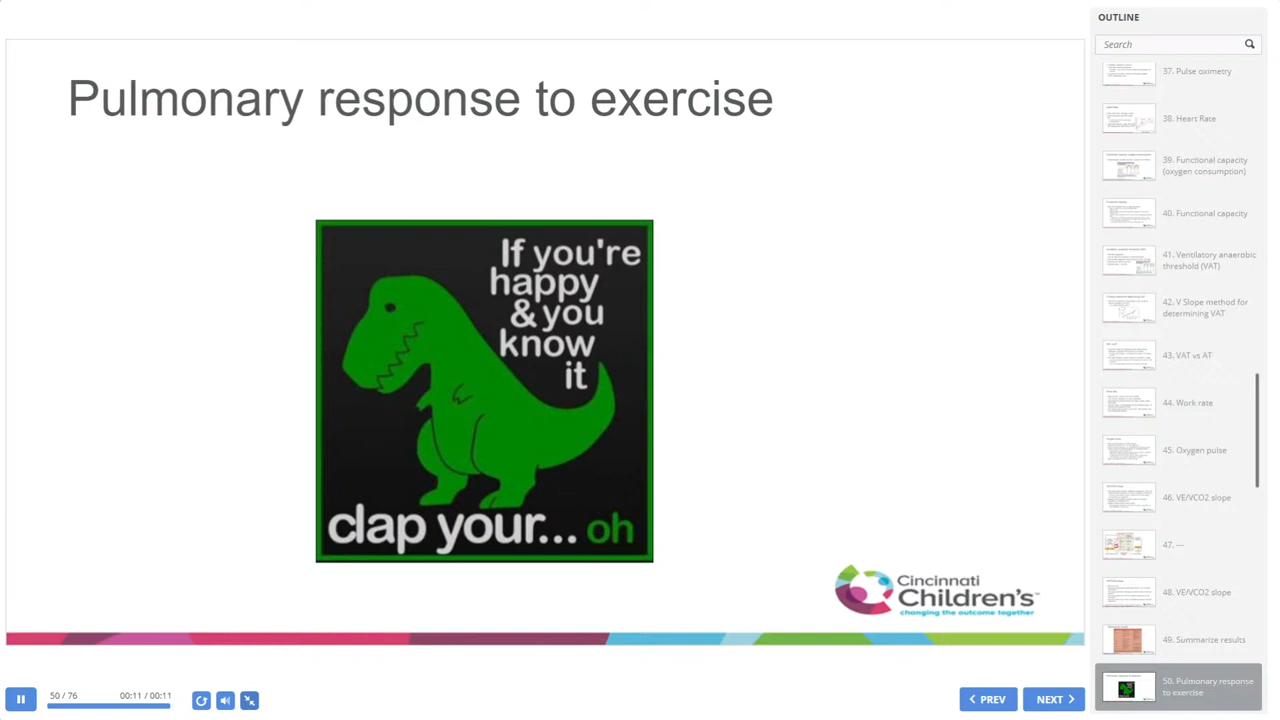 Pulmonary response to exercise
If you're
happy
& you
know
it
clap your... oh
Cincinnati
Children's™
changing the outcome together
50 / 76
00:11 / 00:11
PREV
NEXT
OUTLINE
Search
37. Pulse oximetry
38. Heart Rate
39. Functional capacity
(oxygen consumption)
40. Functional capacity
41. Ventilatory anaerobic
threshold (VAT)
42. V Slope method for
determining VAT
43. VAT vs AT
44. Work rate
45. Oxygen pulse
46. VE/VCO2 slope
47. ---
48. VE/VCO2 slope
49. Summarize results
50. Pulmonary response
to exercise